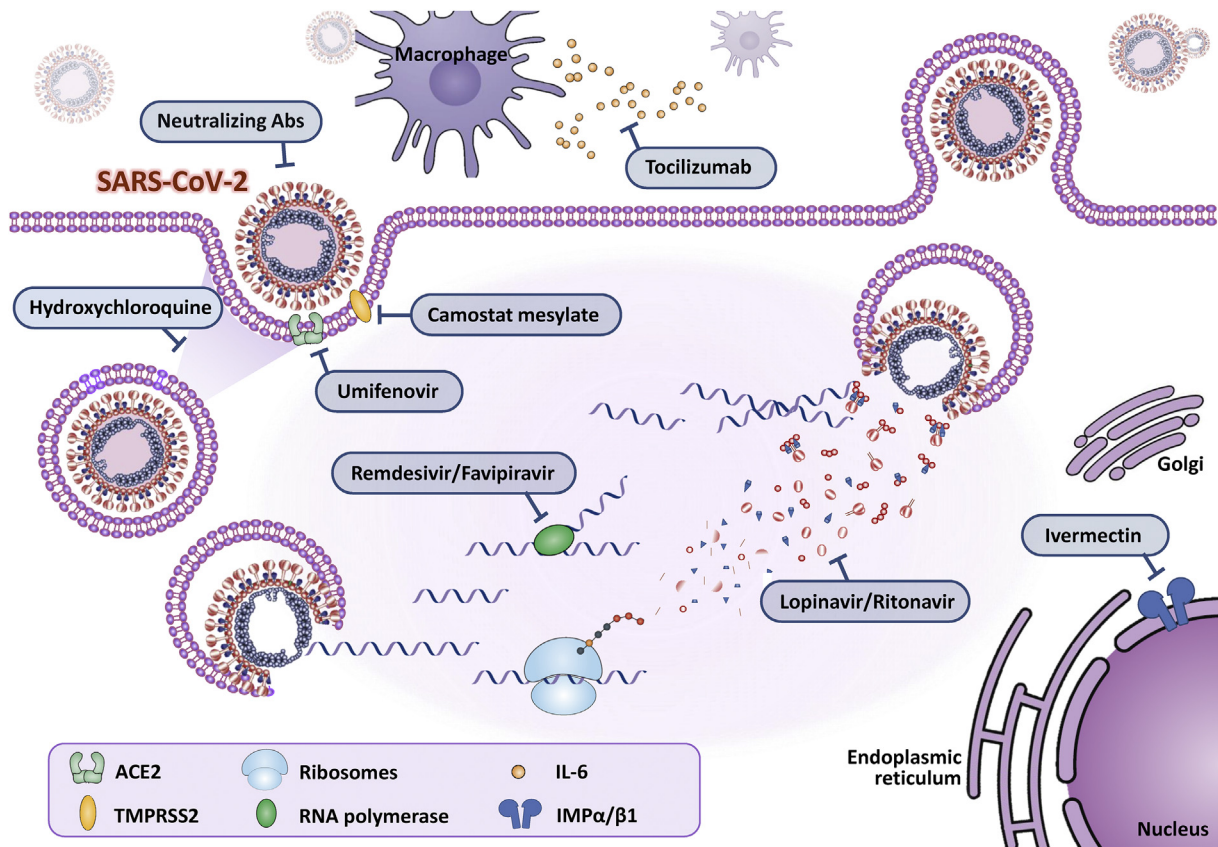 Macrophage
Neutralizing Abs
Tocilizumab
SARS-CoV-2
Hydroxychloroquine
Camostat mesylate
Umifenovir
Remdesivir/Favipiravir
Golgi
Ivermectin
Lopinavir/Ritonavir
Endoplasmic
reticulum
Nucleus
ACE2
Ribosomes
IL-6
TMPRSS2
RNA polymerase
IMPα/β1